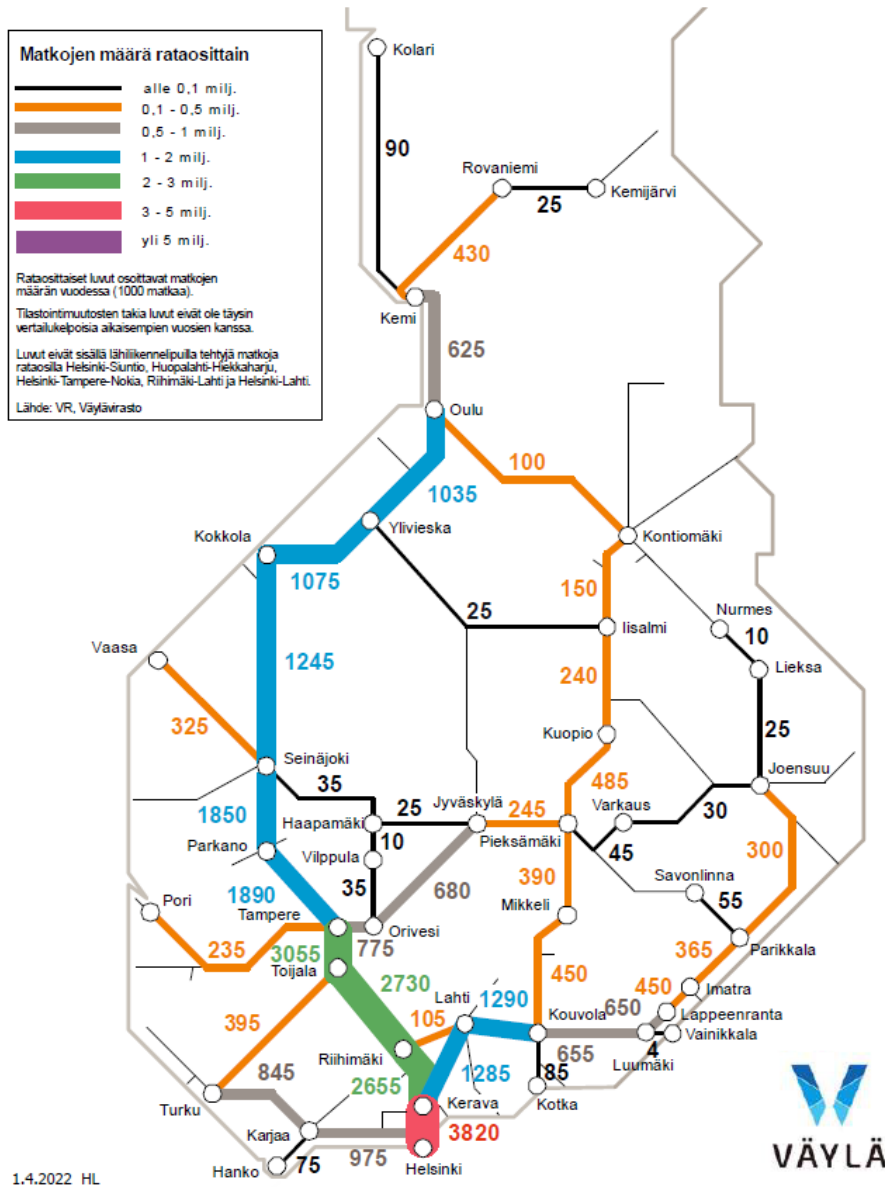 Matkojen määrä rataosittain
alle 0,1 milj.
0,1 - 0,5 milj.
0,5 - 1 milj.
1 - 2 milj.
2 - 3 milj.
3 - 5 milj.
yli 5 milj.
Rataosittaiset luvut osoittavat matkojen
määrän vuodessa (1000 matkaa).
Tilastointimuutosten takia luvut eivät ole täysin
vertailukelpoisia aikaisempien vuosien kanssa.
Luvut eivät sisällä lähiliikennelipuilla tehtyjä matkoja
rataosilla Helsinki-Siuntio, Huopalahti-Hiekkaharju,
Helsinki-Tampere-Nokia, Riihimäki-Lahti ja Helsinki-Lahti.
Lähde: VR, Väylävirasto
Kolari
90
Rovaniemi
25
Kemijärvi
430
Kemi
625
Oulu
100
1035
Kokkola
Ylivieska
Kontiomäki
1075
150
25
Iisalmi
Nurmes
10
Vaasa
1245
240
Lieksa
325
Kuopio
25
Seinäjoki
35
485
Joensuu
1850
25
Jyväskylä
245
Varkaus
30
Haapamäki
10
Pieksämäki
45
300
Parkano
Vilppula
35
680
390
Savonlinna
55
1890
Pori
Tampere
775
Orivesi
Mikkeli
Parikkala
235
3055
Toijala
2730
450
365
Imatra
395
Lahti
1290
Kouvola
650
450
Lappeenranta
105
Riihimäki
655
Luumäki
4
Vainikkala
845
2655
1285
85
Turku
Kerava
Kotka
Karjaa
3820
Hanko
75
975
Helsinki
VÄYLÄ
1.4.2022 HL